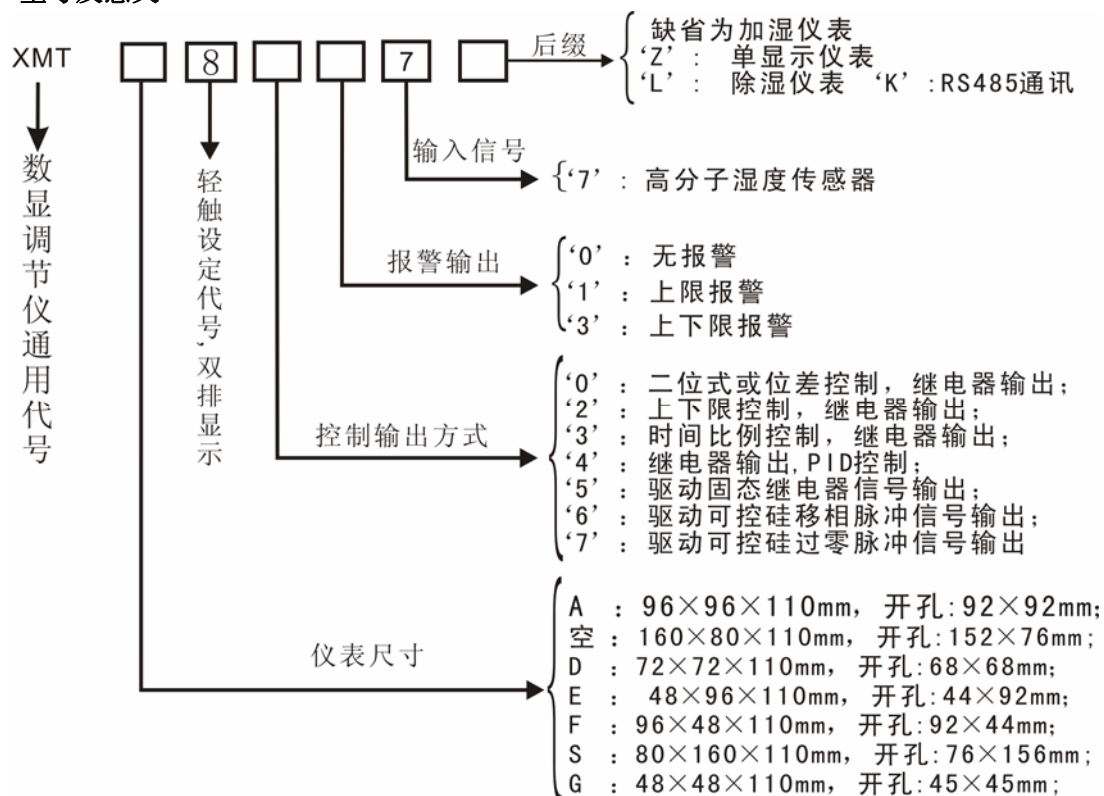 XMT □ 8 □ □ 7 □
后缀
缺省为加湿仪表
‘Z’： 单显示仪表
‘L’： 除湿仪表 ‘K’:RS485通讯
数显调节仪通用代号
轻触设定代号,双排显示
输入信号
‘7’：高分子湿度传感器
报警输出
‘0’：无报警
‘1’：上限报警
‘3’：上下限报警
控制输出方式
‘0’：二位式或位差控制，继电器输出；
‘2’：上下限控制，继电器输出；
‘3’：时间比例控制，继电器输出；
‘4’：继电器输出,PID控制；
‘5’：驱动固态继电器信号输出；
‘6’：驱动可控硅移相脉冲信号输出；
‘7’：驱动可控硅过零脉冲信号输出
仪表尺寸
A ：96×96×110mm，开孔:92×92mm;
空：160×80×110mm，开孔:152×76mm;
D ：72×72×110mm，开孔:68×68mm;
E ：48×96×110mm，开孔:44×92mm;
F ：96×48×110mm，开孔:92×44mm;
S ：80×160×110mm，开孔:76×156mm;
G ：48×48×110mm，开孔:45×45mm;